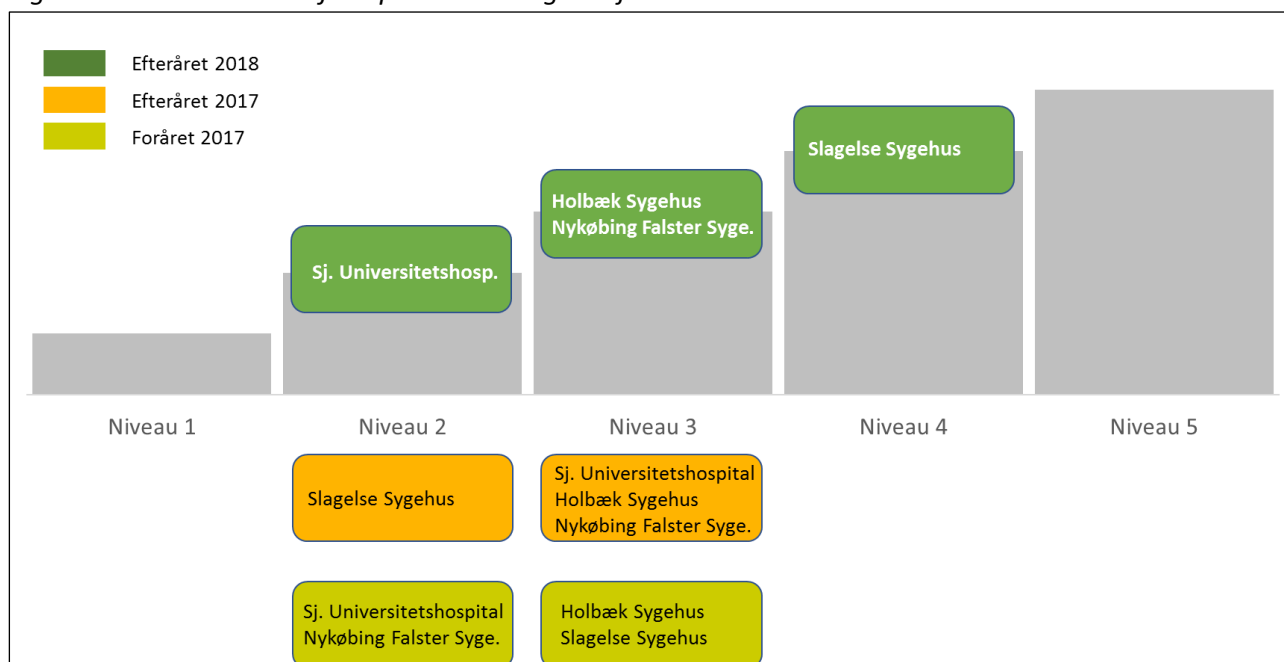 Efteråret 2018
Efteråret 2017
Foråret 2017
Slagelse Sygehus
Holbæk Sygehus
Nykøbing Falster Syge.
Sj. Universitetshosp.
Niveau 1
Niveau 2
Niveau 3
Niveau 4
Niveau 5
Slagelse Sygehus
Sj. Universitetshospital
Holbæk Sygehus
Nykøbing Falster Syge.
Sj. Universitetshospital
Nykøbing Falster Syge.
Holbæk Sygehus
Slagelse Sygehus